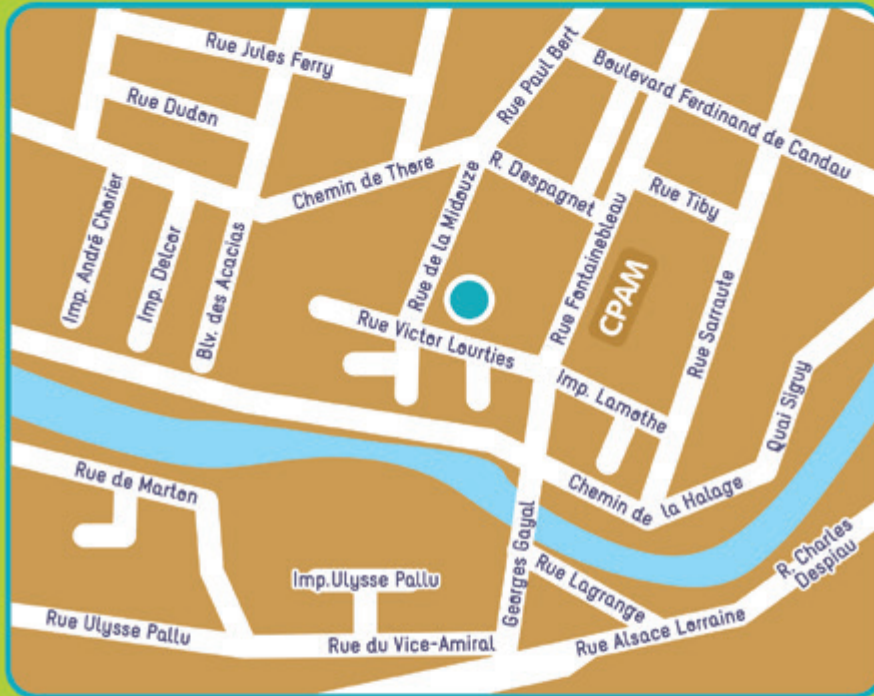 Rue Jules Ferry
Rue Paul Bert
Boulevard Ferdinand de Candau
Rue Dudon
Chemin de Thore
R. Despagnet
Rue Tiby
Imp. André Chorier
Imp. Delcor
Blv. des Acacias
Rue de la Midouze
Rue Fontainebleau
CPAM
Rue Sarraute
Rue Victor Lourties
Imp. Lamothe
Quai Siguy
Rue de Marton
Chemin de la Halage
Georges Gayal
Rue Lagrange
R. Charles
Despiau
Imp.Ulysse Pallu
Rue Ulysse Pallu
Rue du Vice-Amiral
Rue Alsace Lorraine